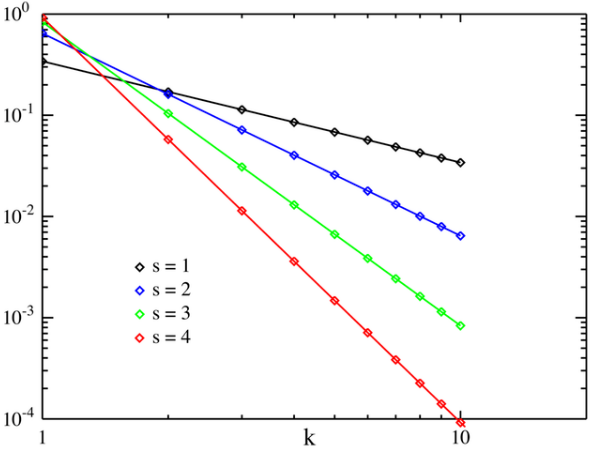 10^0
10^-1
10^-2
10^-3
10^-4
s = 1
s = 2
s = 3
s = 4
1 k 10